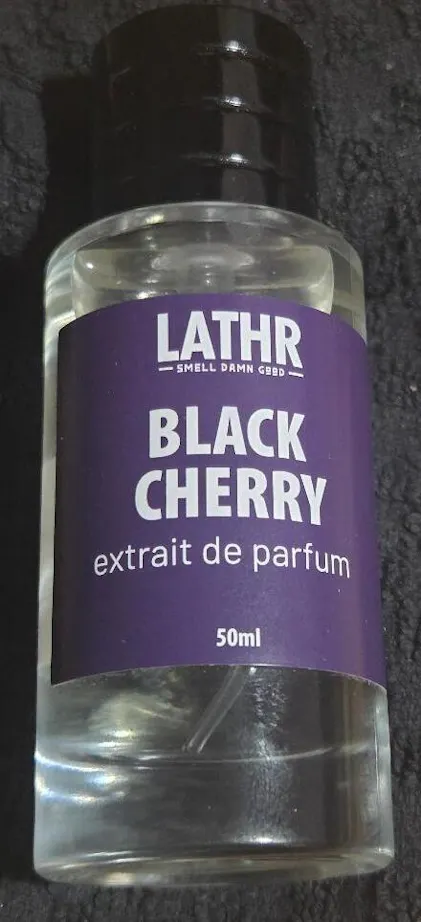 LATHR
SMELL DAMN GOOD
BLACK
CHERRY
extrait de parfum
50ml